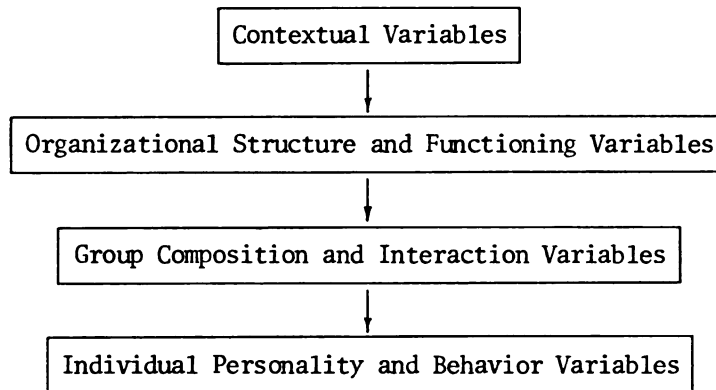 Contextual Variables
Organizational Structure and Functioning Variables
Group Composition and Interaction Variables
Individual Personality and Behavior Variables